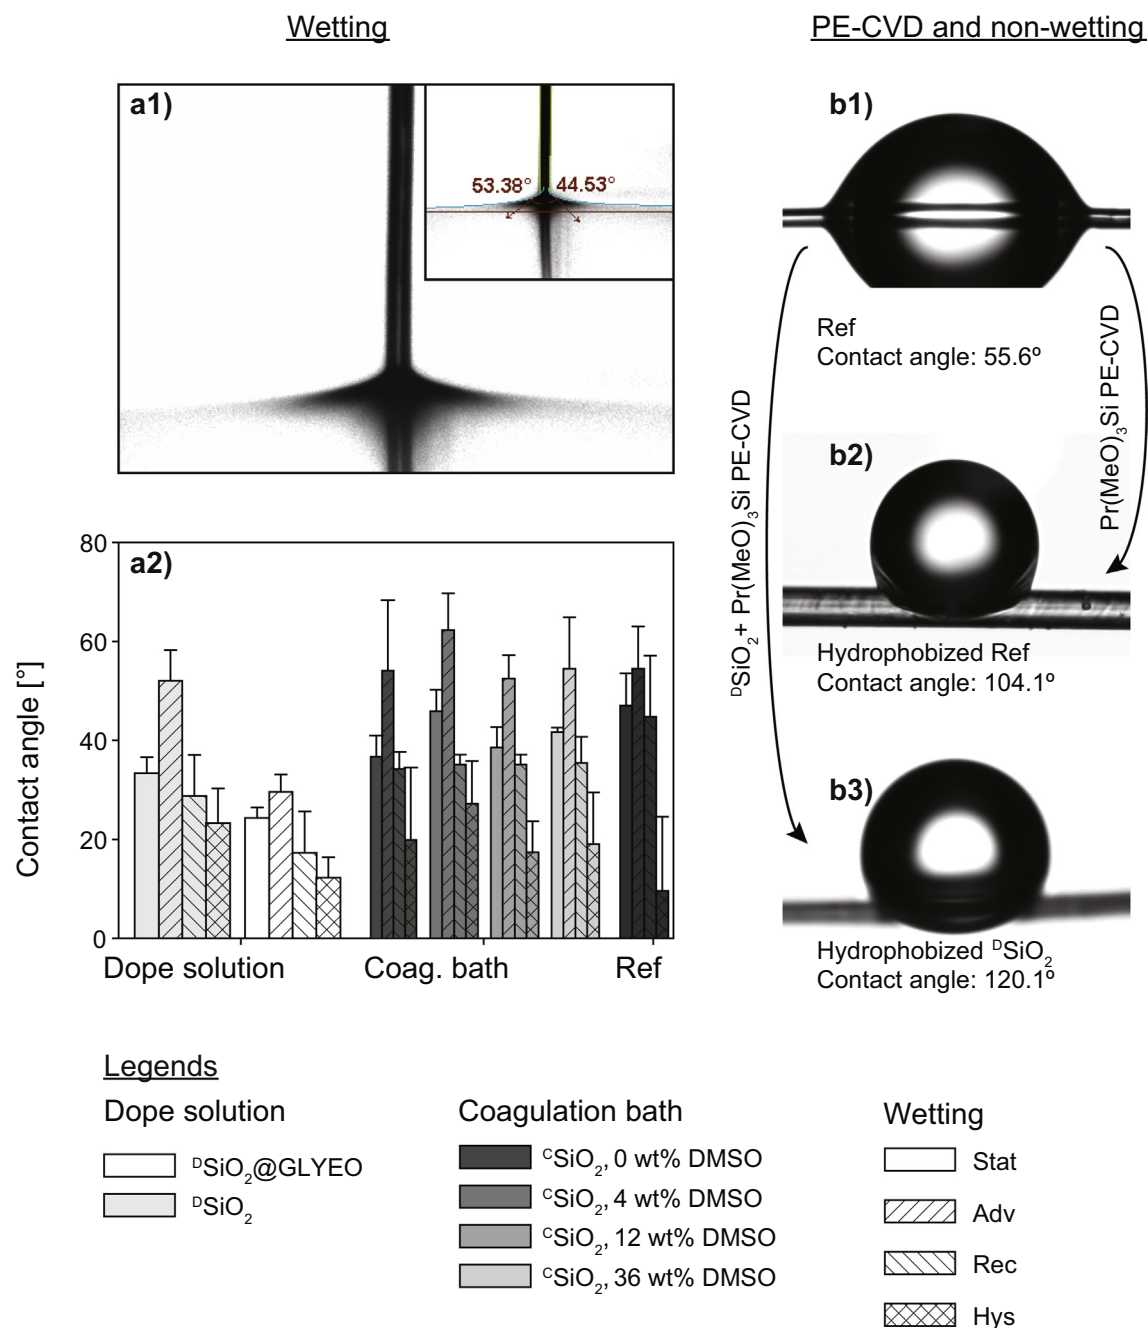 Wetting
PE-CVD and non-wetting
a1)
53.38° 44.53°
b1)
Ref
Contact angle: 55.6º
ᴰSiO₂ + Pr(MeO)₃Si PE-CVD
Pr(MeO)₃Si PE-CVD
b2)
Hydrophobized Ref
Contact angle: 104.1º
b3)
Hydrophobized ᴰSiO₂
Contact angle: 120.1º
a2)
Contact angle [°]
80
60
40
20
0
Dope solution Coag. bath Ref
Legends
Dope solution
ᴰSiO₂@GLYEO
ᴰSiO₂
Coagulation bath
ᶜSiO₂, 0 wt% DMSO
ᶜSiO₂, 4 wt% DMSO
ᶜSiO₂, 12 wt% DMSO
ᶜSiO₂, 36 wt% DMSO
Wetting
Stat
Adv
Rec
Hys